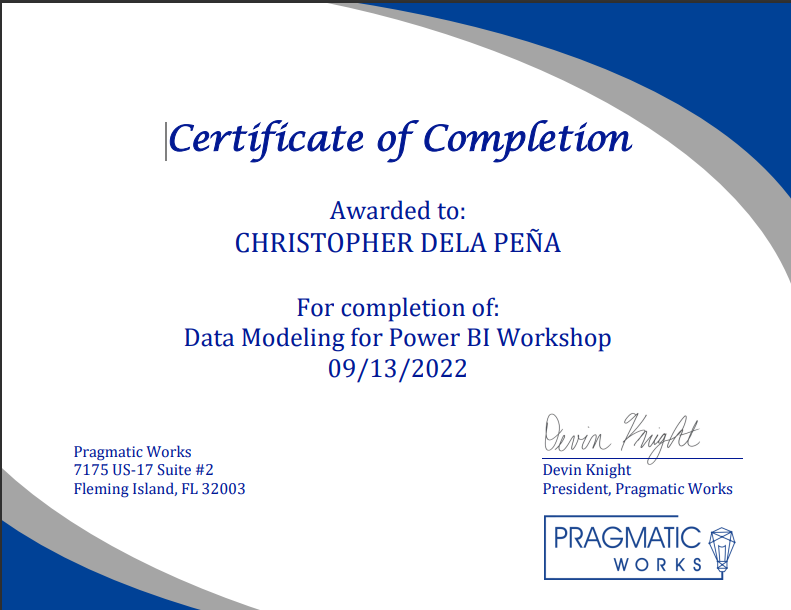 Certificate of Completion
Awarded to:
CHRISTOPHER DELA PEÑA
For completion of:
Data Modeling for Power BI Workshop
09/13/2022
Pragmatic Works
7175 US-17 Suite #2
Fleming Island, FL 32003
Devin Knight
Devin Knight
President, Pragmatic Works
PRAGMATIC
WORKS